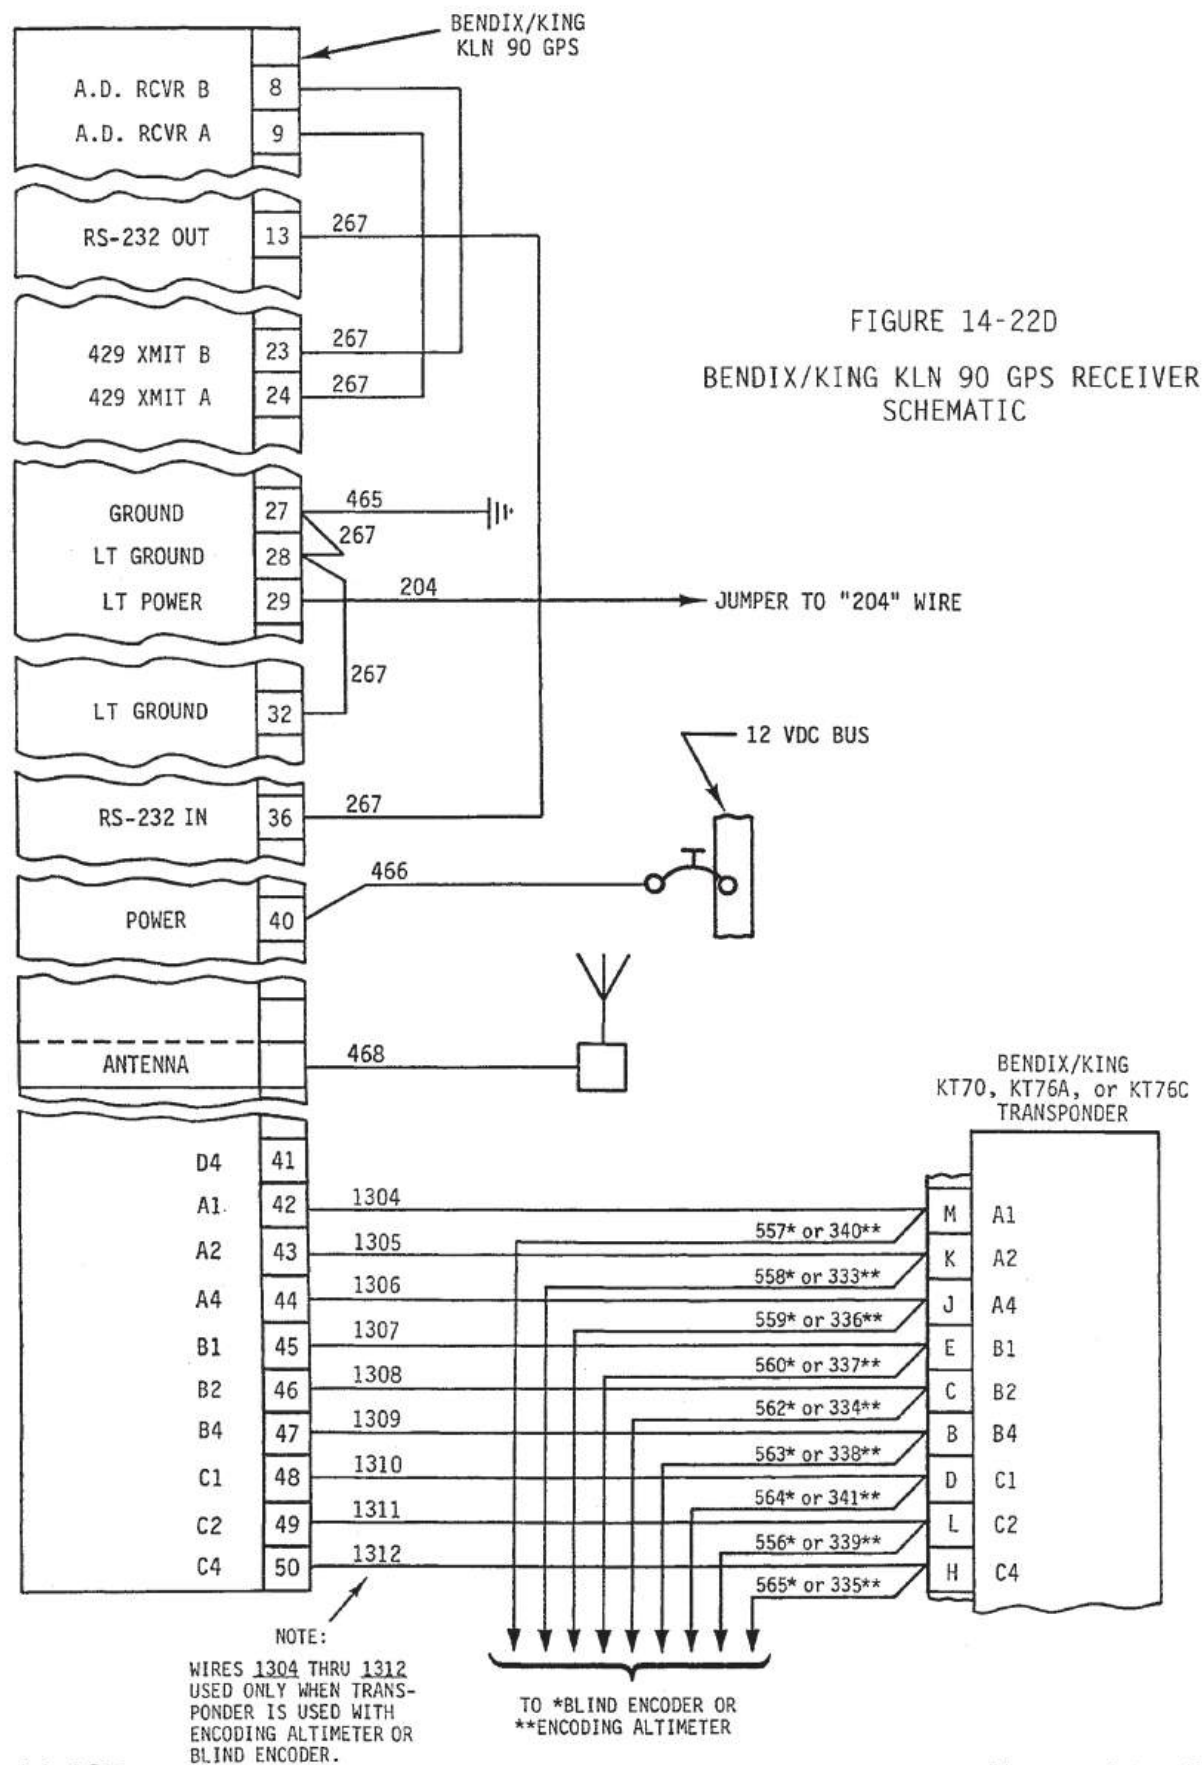 BENDIX/KING
KLN 90 GPS
A.D. RCVR B 8
A.D. RCVR A 9
RS-232 OUT 13 267
429 XMIT B 23 267
429 XMIT A 24 267
FIGURE 14-22D
BENDIX/KING KLN 90 GPS RECEIVER
SCHEMATIC
GROUND 27 465
267
LT GROUND 28
LT POWER 29 204 JUMPER TO "204" WIRE
267
LT GROUND 32
12 VDC BUS
RS-232 IN 36 267
466
POWER 40
ANTENNA 468
BENDIX/KING
KT70, KT76A, or KT76C
TRANSPONDER
D4 41
A1 42 1304 M A1
557* or 340**
A2 43 1305 K A2
558* or 333**
A4 44 1306 J A4
559* or 336**
B1 45 1307 E B1
560* or 337**
B2 46 1308 C B2
562* or 334**
B4 47 1309 B B4
563* or 338**
C1 48 1310 D C1
564* or 341**
C2 49 1311 L C2
556* or 339**
C4 50 1312 H C4
565* or 335**
NOTE:
WIRES 1304 THRU 1312
USED ONLY WHEN TRANS-
PONDER IS USED WITH
ENCODING ALTIMETER OR
BLIND ENCODER.
TO *BLIND ENCODER OR
**ENCODING ALTIMETER